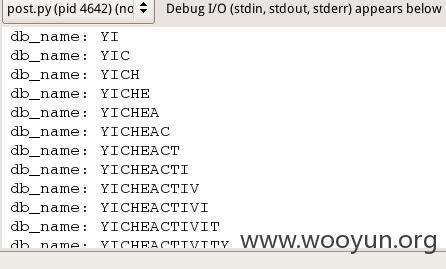 post.py (pid 4642) (no Debug I/O (stdin, stdout, stderr) appears below
db_name: YI
db_name: YIC
db_name: YICH
db_name: YICHE
db_name: YICHEA
db_name: YICHEAC
db_name: YICHEACT
db_name: YICHEACTI
db_name: YICHEACTIV
db_name: YICHEACTIVI
db_name: YICHEACTIVIT
db_name: YICHEACTIVITY
www.wooyun.org